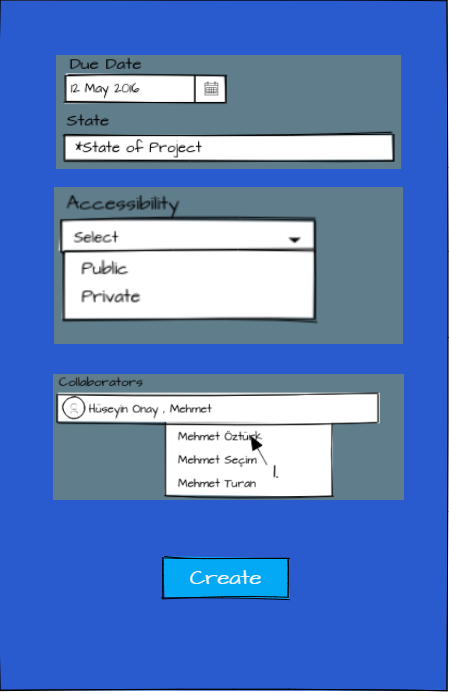 Due Date
12 May 2016
State
*State of Project
Accessibility
Select
Public
Private
Collaborators
Hüseyin Onay , Mehmet
Mehmet Öztürk
Mehmet Seçim
1.
Mehmet Turan
Create